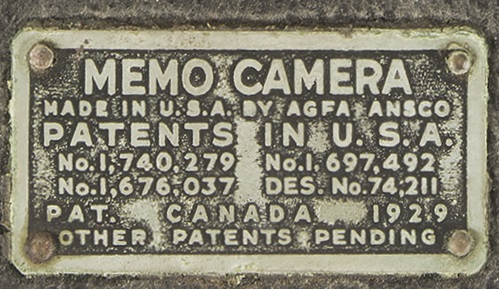 MEMO CAMERA
MADE IN U.S.A. BY AGFA ANSCO
PATENTS IN U.S.A.
No.1,740,279 No.1.697,492
No.1,676,037 DES. No.74,211
PAT. CANADA 1929
OTHER PATENTS PENDING